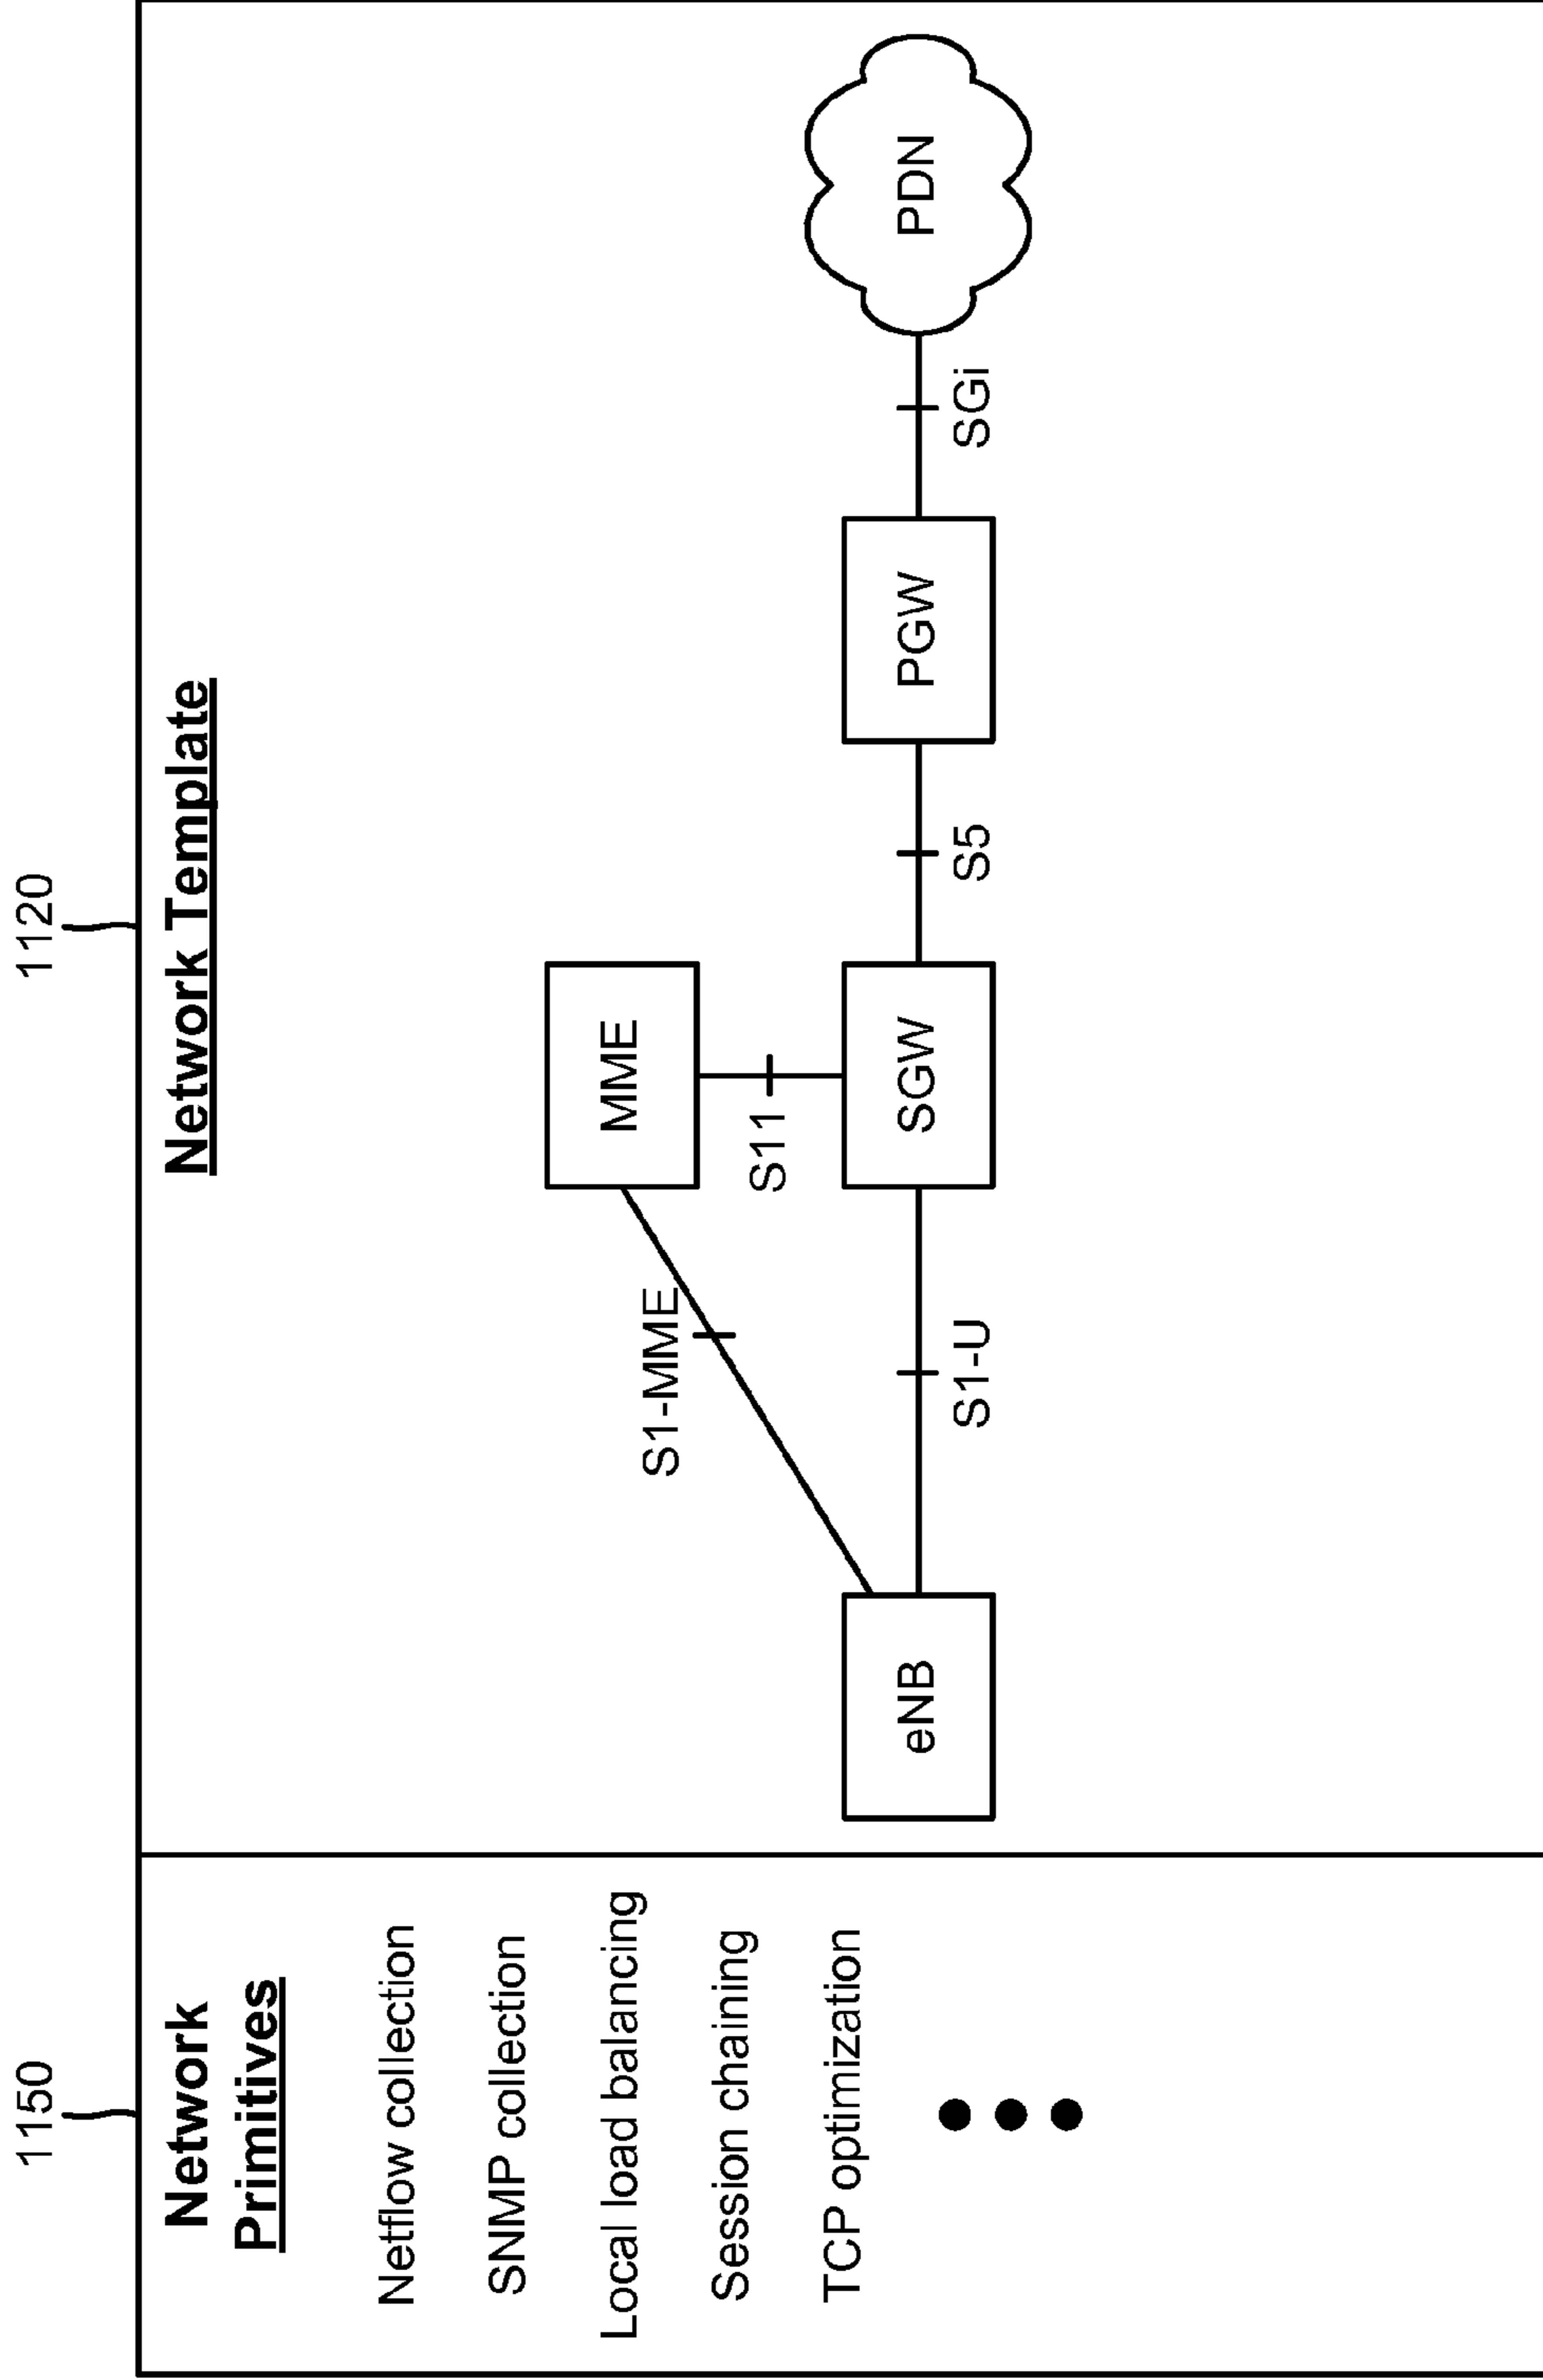 1150
1120
Network
Primitives
Netflow collection
SNMP collection
Local load balancing
Session chaining
TCP optimization
Network Template
MME
S1-MME
S11
eNB
S1-U
SGW
S5
PGW
SGi
PDN